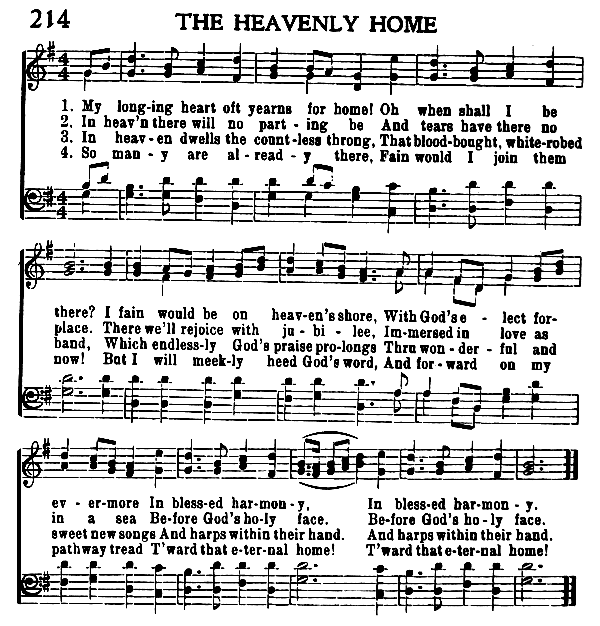 214 THE HEAVENLY HOME
4 4
1. My long-ing heart oft yearns for home! Oh when shall I be
2. In heav'n there will no part - ing be And tears have there no
3. In heav-en dwells the count-less throng, That blood-bought, white-robed
4. So man - y are al - read - y there, Fain would I join them
4 4
there? I fain would be on heav-en's shore, With God's e - lect for-
place. There we'll rejoice with ju - bi - lee, Im-mersed in love as
band, Which endless-ly God's praise pro-longs Thru won - der - ful and
now! But I will meek-ly heed God's word, And for-ward on my
ev - er-more In bless-ed har-mon-y, In bless-ed har-mon - y.
in a sea Be-fore God's ho-ly face. Be-fore God's ho - ly face.
sweet new songs And harps within their hand. And harps within their hand.
pathway tread T'ward that e-ter-nal home! T'ward that e-ter-nal home!